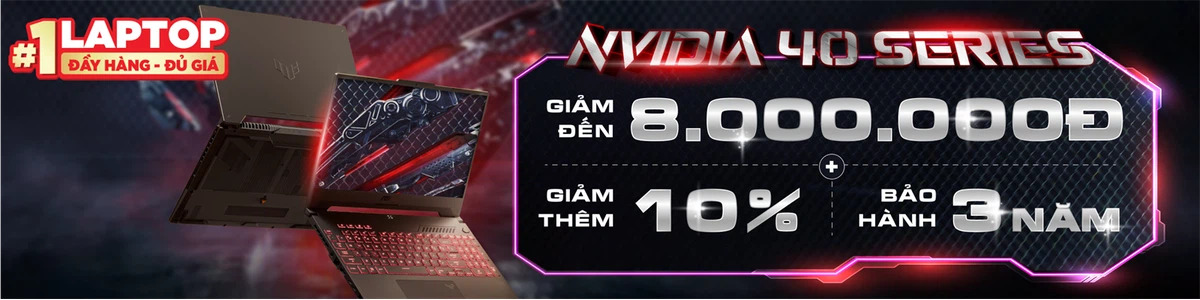 #1 LAPTOP
ĐẦY HÀNG - ĐỦ GIÁ
NVIDIA 40 SERIES
GIẢM ĐẾN 8.000.000Đ
+
GIẢM THÊM 10%
BẢO HÀNH 3 NĂM